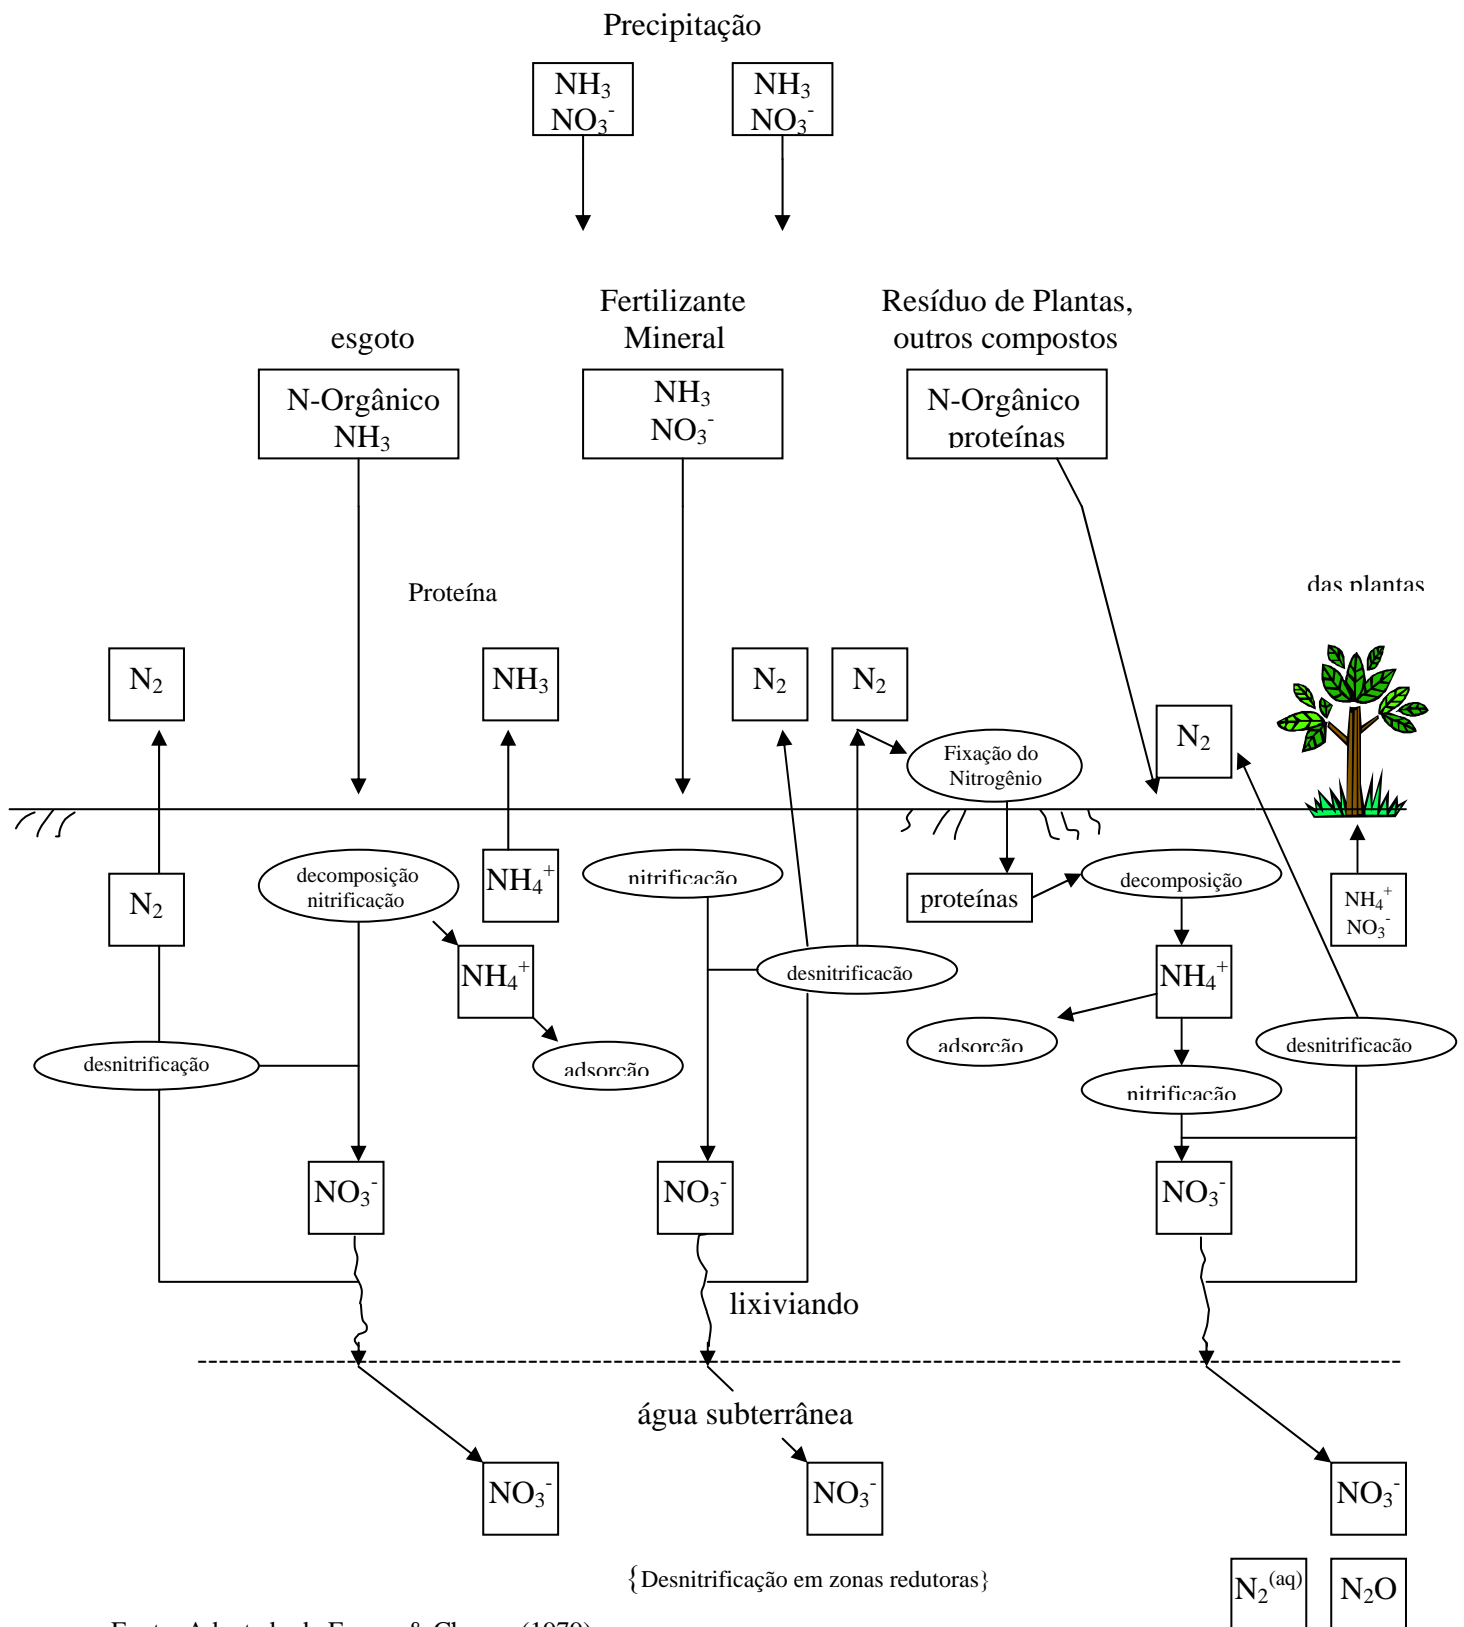 Precipitação
NH₃
NO₃⁻
NH₃
NO₃⁻
esgoto
N-Orgânico
NH₃
Fertilizante
Mineral
NH₃
NO₃⁻
Resíduo de Plantas,
outros compostos
N-Orgânico
proteínas
Proteína
das plantas
N₂
NH₃
N₂
N₂
N₂
Fixação do
Nitrogênio
N₂
decomposição
nitrificação
NH₄⁺
nitrificação
proteínas
decomposição
NH₄⁺
NO₃⁻
NH₄⁺
desnitrificação
NH₄⁺
desnitrificação
adsorção
adsorção
desnitrificação
nitrificação
NO₃⁻
NO₃⁻
NO₃⁻
lixiviando
água subterrânea
NO₃⁻
NO₃⁻
NO₃⁻
{Desnitrificação em zonas redutoras}
N₂⁽ᵃq⁾
N₂O